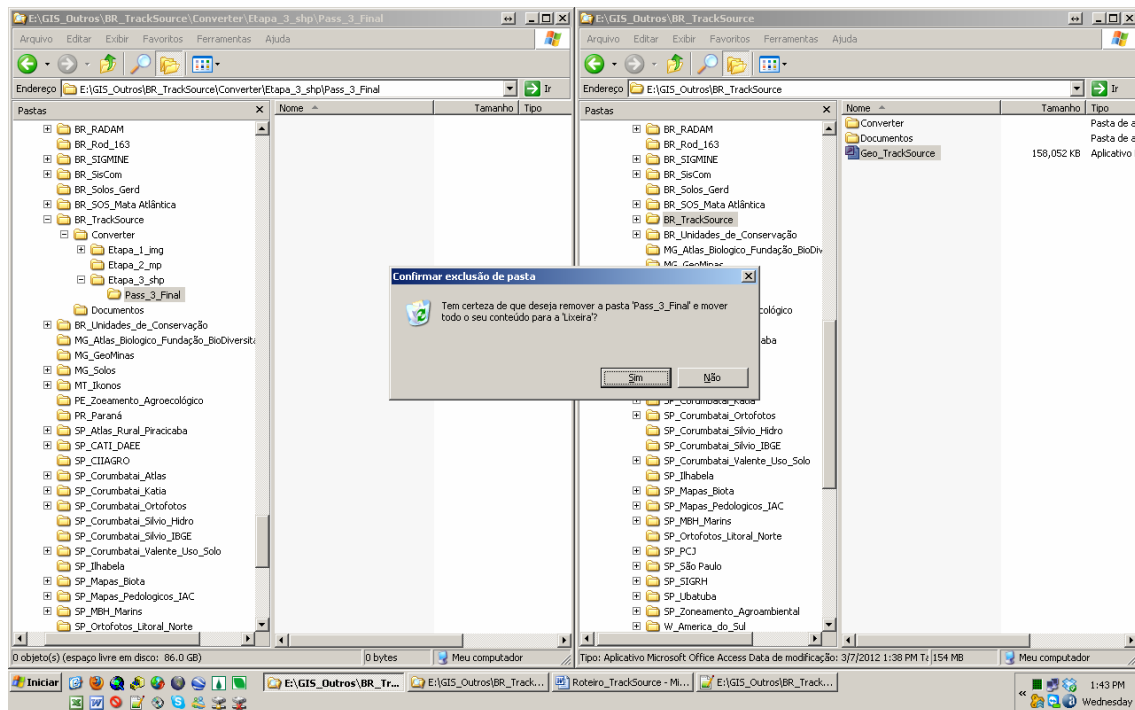 E:\GIS_Outros\BR_TrackSource\Converter\Etapa_3_shp\Pass_3_Final
Arquivo Editar Exibir Favoritos Ferramentas Ajuda
Endereço E:\GIS_Outros\BR_TrackSource\Converter\Etapa_3_shp\Pass_3_Final Ir
Pastas
Nome Tamanho Tipo
BR_RADAM
BR_Rod_163
BR_SIGMINE
BR_SisCom
BR_Solos_Gerd
BR_SOS_Mata Atlântica
BR_TrackSource
Converter
Etapa_1_img
Etapa_2_mp
Etapa_3_shp
Pass_3_Final
Documentos
BR_Unidades_de_Conservação
MG_Atlas_Biologico_Fundação_BioDiversita
MG_GeoMinas
MG_Solos
MT_Ikonos
PE_Zoeamento_Agroecológico
PR_Paraná
SP_Atlas_Rural_Piracicaba
SP_CATI_DAEE
SP_CIIAGRO
SP_Corumbatai_Atlas
SP_Corumbatai_Katia
SP_Corumbatai_Ortofotos
SP_Corumbatai_Silvio_Hidro
SP_Corumbatai_Silvio_IBGE
SP_Corumbatai_Valente_Uso_Solo
SP_Ilhabela
SP_Mapas_Biota
SP_Mapas_Pedologicos_IAC
SP_MBH_Marins
SP_Ortofotos_Litoral_Norte
0 objeto(s) (espaço livre em disco: 86.0 GB) 0 bytes Meu computador
E:\GIS_Outros\BR_TrackSource
Arquivo Editar Exibir Favoritos Ferramentas Ajuda
Endereço E:\GIS_Outros\BR_TrackSource Ir
Pastas
Nome Tamanho Tipo
Converter Pasta de a
Documentos Pasta de a
Geo_TrackSource 158,052 KB Aplicativo
BR_RADAM
BR_Rod_163
BR_SIGMINE
BR_SisCom
BR_Solos_Gerd
BR_SOS_Mata Atlântica
BR_TrackSource
BR_Unidades_de_Conservação
MG_Atlas_Biologico_Fundação_BioDiv
MG_GeoMinas
cológico
aba
SP_Corumbatai_Katia
SP_Corumbatai_Ortofotos
SP_Corumbatai_Silvio_Hidro
SP_Corumbatai_Silvio_IBGE
SP_Corumbatai_Valente_Uso_Solo
SP_Ilhabela
SP_Mapas_Biota
SP_Mapas_Pedologicos_IAC
SP_MBH_Marins
SP_Ortofotos_Litoral_Norte
SP_PCJ
SP_São Paulo
SP_SIGRH
SP_Ubatuba
SP_Zoneamento_Agroambiental
W_America_do_Sul
Tipo: Aplicativo Microsoft Office Access Data de modificação: 3/7/2012 1:38 PM Ta 154 MB Meu computador
Confirmar exclusão de pasta
Tem certeza de que deseja remover a pasta 'Pass_3_Final' e mover
todo o seu conteúdo para a 'Lixeira'?
Sim Não
Iniciar E:\GIS_Outros\BR_Tr... E:\GIS_Outros\BR_Track... Roteiro_TrackSource - Mi... E:\GIS_Outros\BR_Track... 1:43 PM
Wednesday